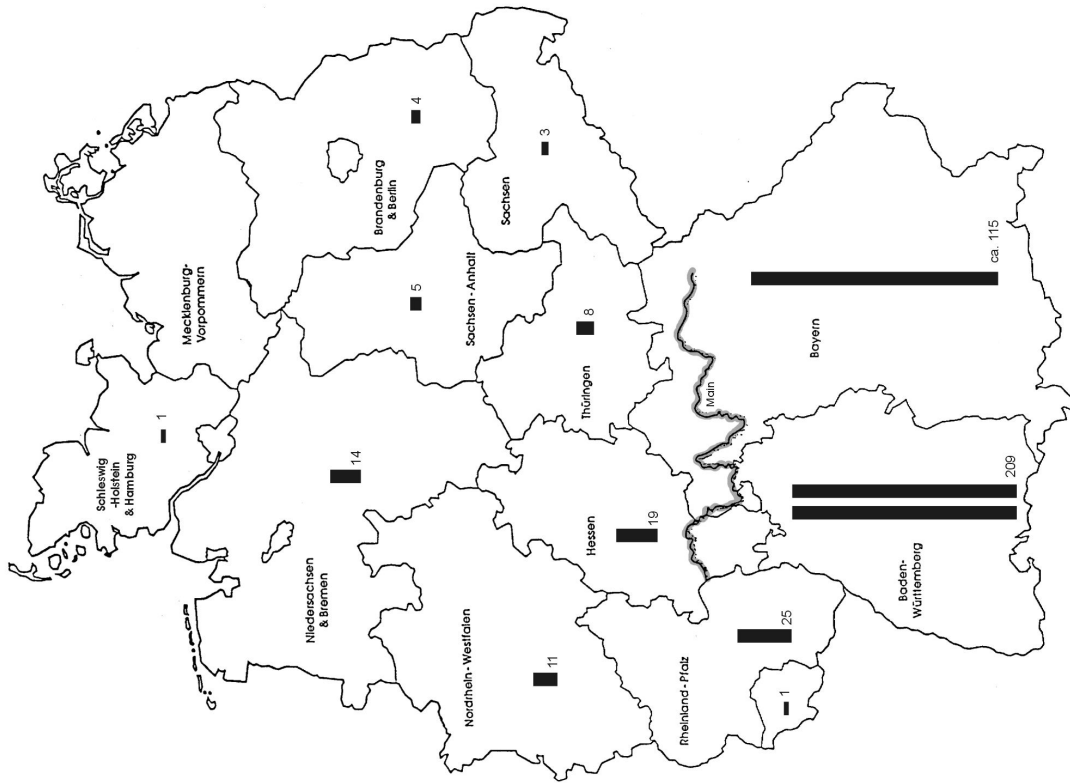 Schleswig
-Holstein
& Hamburg
1
Mecklenburg-
Vorpommern
Niedersachsen
& Bremen
14
Brandenburg
& Berlin
4
Sachsen-Anhalt
5
Sachsen
3
Nordrhein-Westfalen
11
Hessen
19
Thüringen
8
Rheinland-Pfalz
25
1
Main
Baden-
Württemberg
209
Bayern
ca. 115